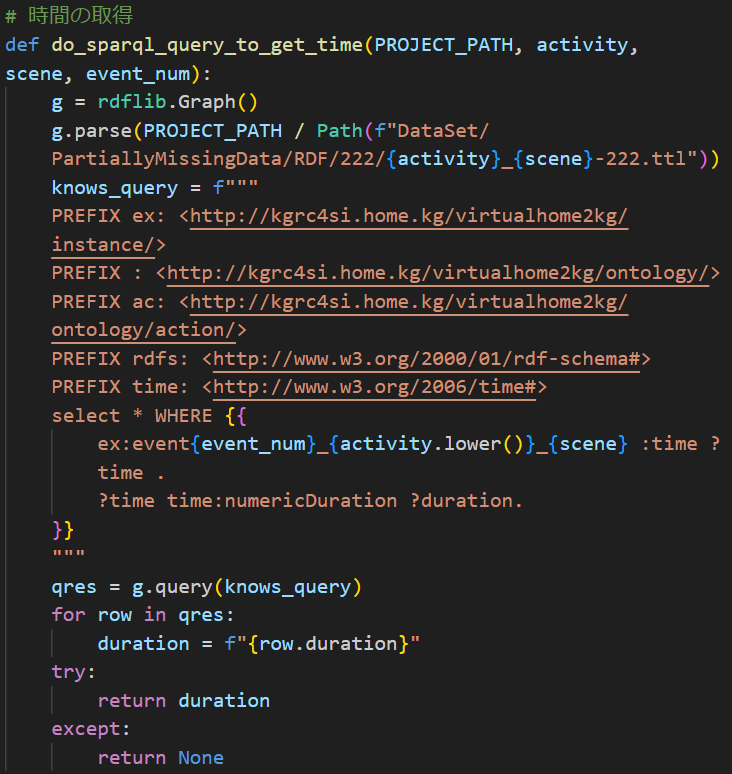 # 時間の取得
def do_sparql_query_to_get_time(PROJECT_PATH, activity,
scene, event_num):
    g = rdflib.Graph()
    g.parse(PROJECT_PATH / Path(f"DataSet/
    PartiallyMissingData/RDF/222/{activity}_{scene}-222.ttl"))
    knows_query = f"""
    PREFIX ex: <http://kgrc4si.home.kg/virtualhome2kg/
    instance/>
    PREFIX : <http://kgrc4si.home.kg/virtualhome2kg/ontology/>
    PREFIX ac: <http://kgrc4si.home.kg/virtualhome2kg/
    ontology/action/>
    PREFIX rdfs: <http://www.w3.org/2000/01/rdf-schema#>
    PREFIX time: <http://www.w3.org/2006/time#>
    select * WHERE {{
        ex:event{event_num}_{activity.lower()}_{scene} :time ?
        time .
        ?time time:numericDuration ?duration.
    }}
    """
    qres = g.query(knows_query)
    for row in qres:
        duration = f"{row.duration}"
    try:
        return duration
    except:
        return None